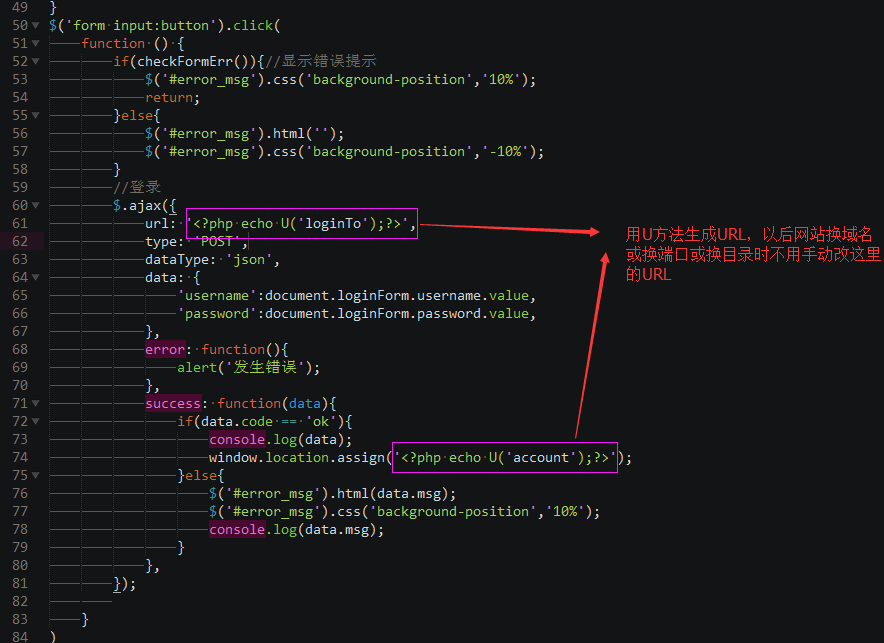 49 }
50 $('form input:button').click(
51 function () {
52 if(checkFormErr()){//显示错误提示
53 $('#error_msg').css('background-position','10%');
54 return;
55 }else{
56 $('#error_msg').html('');
57 $('#error_msg').css('background-position','-10%');
58 }
59 //登录
60 $.ajax({
61 url: '<?php echo U('loginTo');?>',
62 type: 'POST',
63 dataType: 'json',
64 data: {
65 'username':document.loginForm.username.value,
66 'password':document.loginForm.password.value,
67 },
68 error: function(){
69 alert('发生错误');
70 },
71 success: function(data){
72 if(data.code == 'ok'){
73 console.log(data);
74 window.location.assign('<?php echo U('account');?>');
75 }else{
76 $('#error_msg').html(data.msg);
77 $('#error_msg').css('background-position','10%');
78 console.log(data.msg);
79 }
80 },
81 });
82
83 }
84 )
用U方法生成URL，以后网站换域名
或换端口或换目录时不用手动改这里
的URL